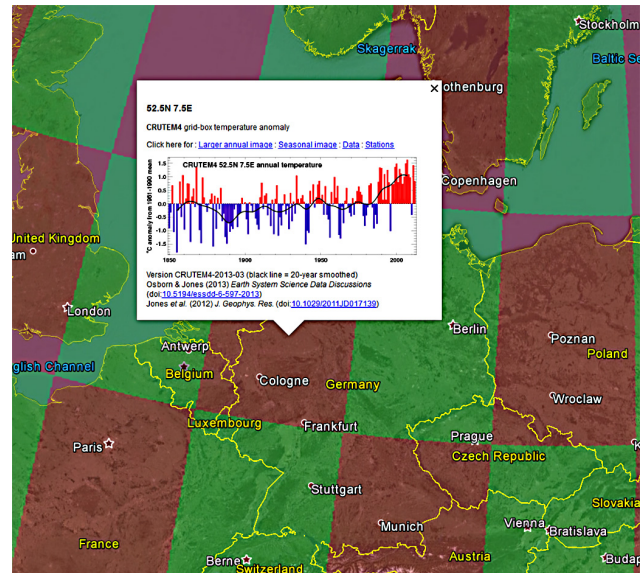 Stockholm
Skagerrak
Baltic Se
othenburg
×
52.5N 7.5E
CRUTEM4 grid-box temperature anomaly
Click here for : Larger annual image : Seasonal image : Data : Stations
CRUTEM4 52.5N 7.5E annual temperature
°C anomaly from 1961-1990 mean
1.5
1.0
0.5
0.0
-0.5
-1.0
-1.5
1850 1900 1950 2000
Version CRUTEM4-2013-03 (black line = 20-year smoothed)
Osborn & Jones (2013) Earth System Science Data Discussions
(doi:10.5194/essdd-6-597-2013)
Jones et al. (2012) J. Geophys. Res. (doi:10.1029/2011JD017139)
Copenhagen
United Kingdom
am
London
Berlin
Poznan
Antwerp
Poland
nglish Channel
Belgium
Cologne
Germany
Wroclaw
Luxembourg
Frankfurt
Paris
Prague
K
Czech Republic
Stuttgart
Slovakia
Munich
Vienna
Bratislava
France
Austria
Berne
Switzerland
Budap